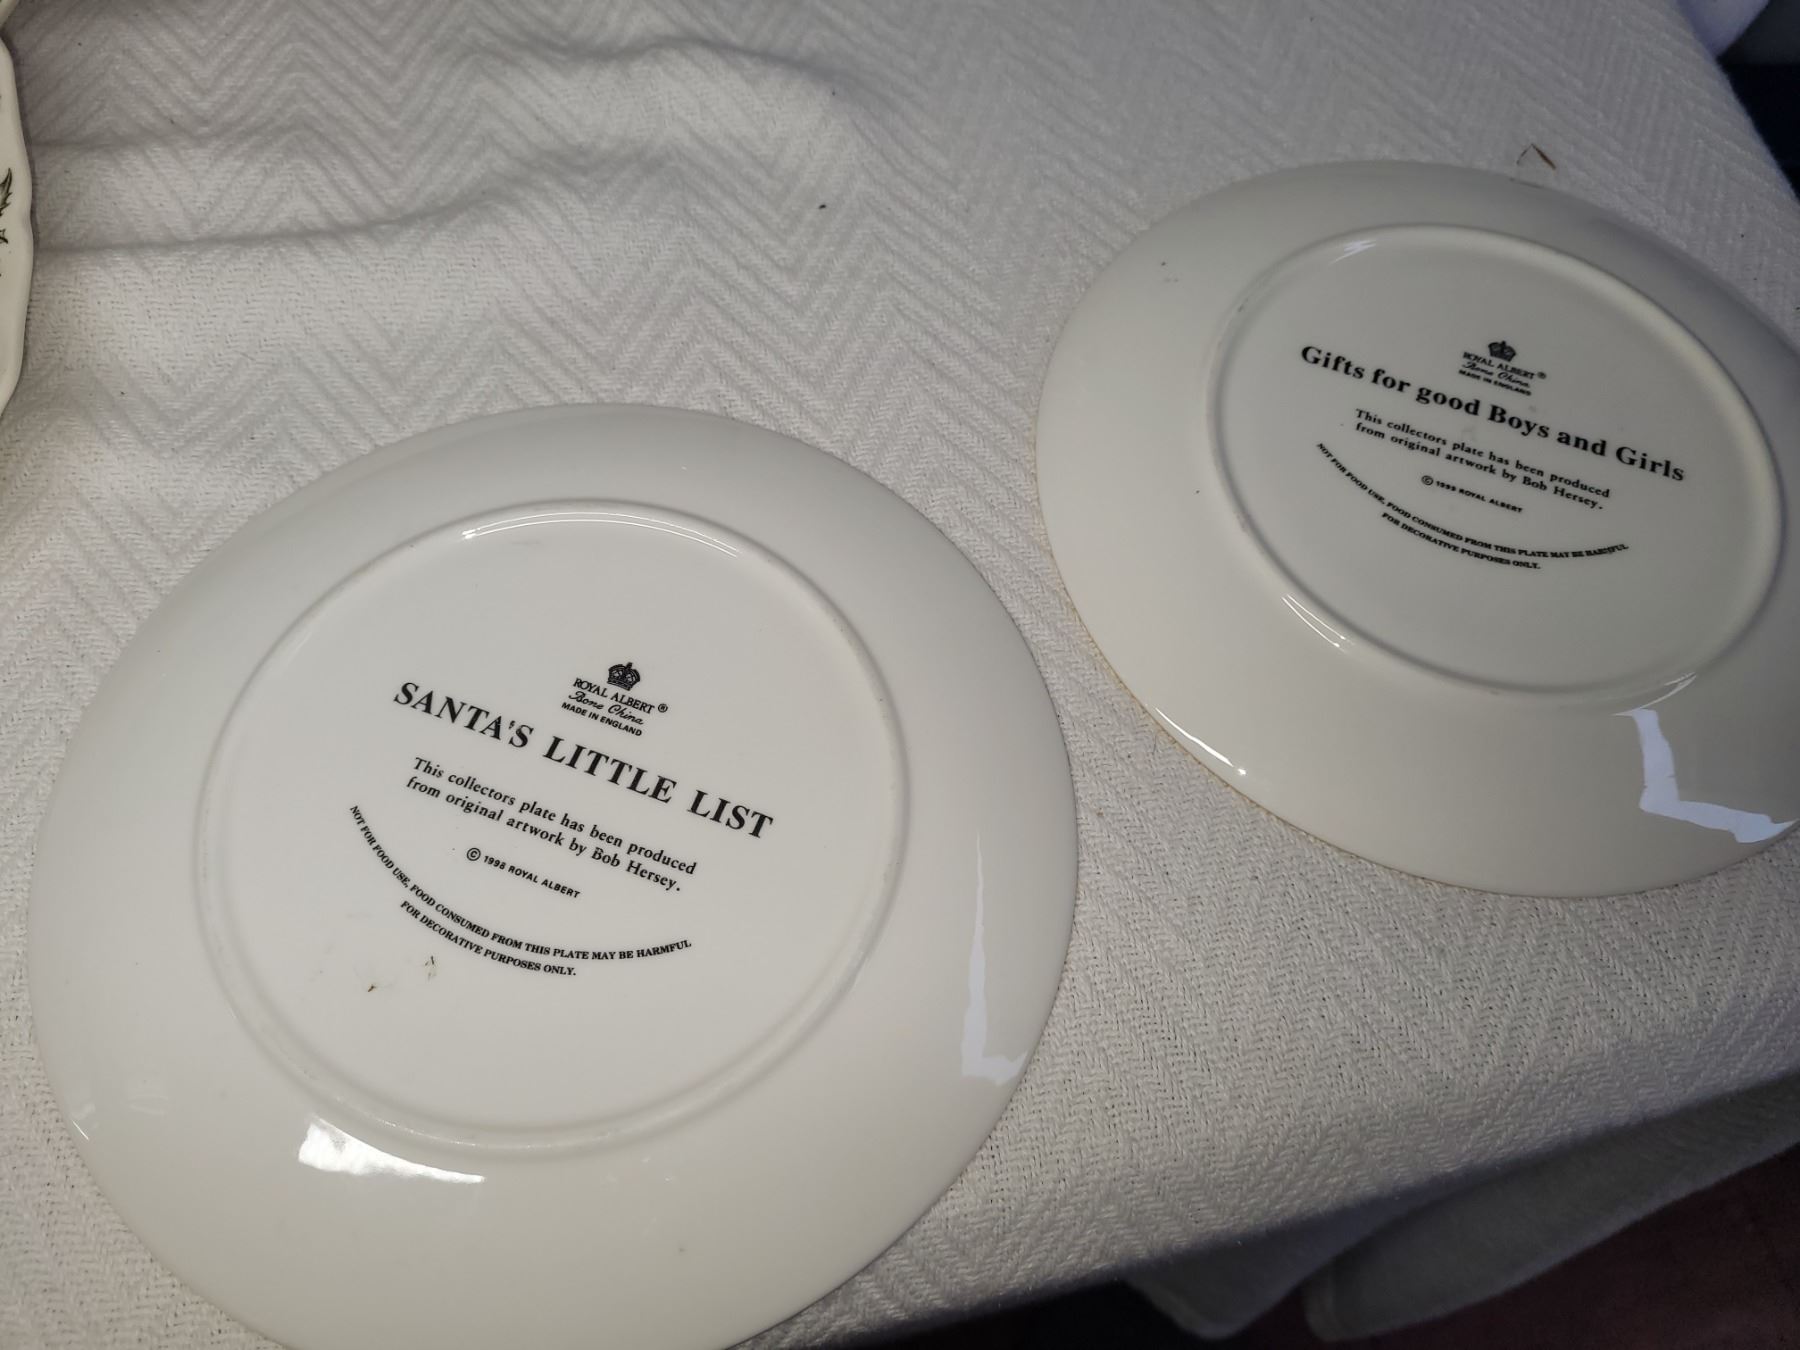 ROYAL ALBERT®
Bone China
MADE IN ENGLAND
SANTA'S LITTLE LIST
This collectors plate has been produced
from original artwork by Bob Hersey.
© 1998 ROYAL ALBERT
NOT FOR FOOD USE, FOOD CONSUMED FROM THIS PLATE MAY BE HARMFUL
FOR DECORATIVE PURPOSES ONLY.
ROYAL ALBERT®
Bone China
MADE IN ENGLAND
Gifts for good Boys and Girls
This collectors plate has been produced
from original artwork by Bob Hersey.
© ROYAL ALBERT
NOT FOR FOOD USE, FOOD CONSUMED FROM THIS PLATE MAY BE HARMFUL
FOR DECORATIVE PURPOSES ONLY.